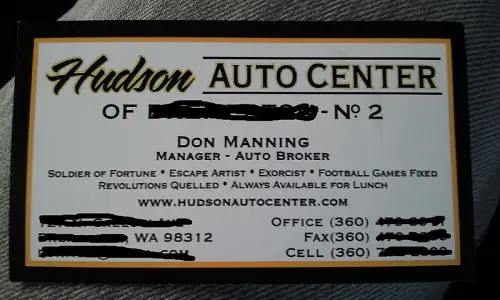 Hudson AUTO CENTER
OF - Nº 2
DON MANNING
MANAGER - AUTO BROKER
SOLDIER OF FORTUNE • ESCAPE ARTIST • EXORCIST • FOOTBALL GAMES FIXED
REVOLUTIONS QUELLED • ALWAYS AVAILABLE FOR LUNCH
WWW.HUDSONAUTOCENTER.COM
OFFICE (360)
WA 98312 FAX(360)
CELL (360)